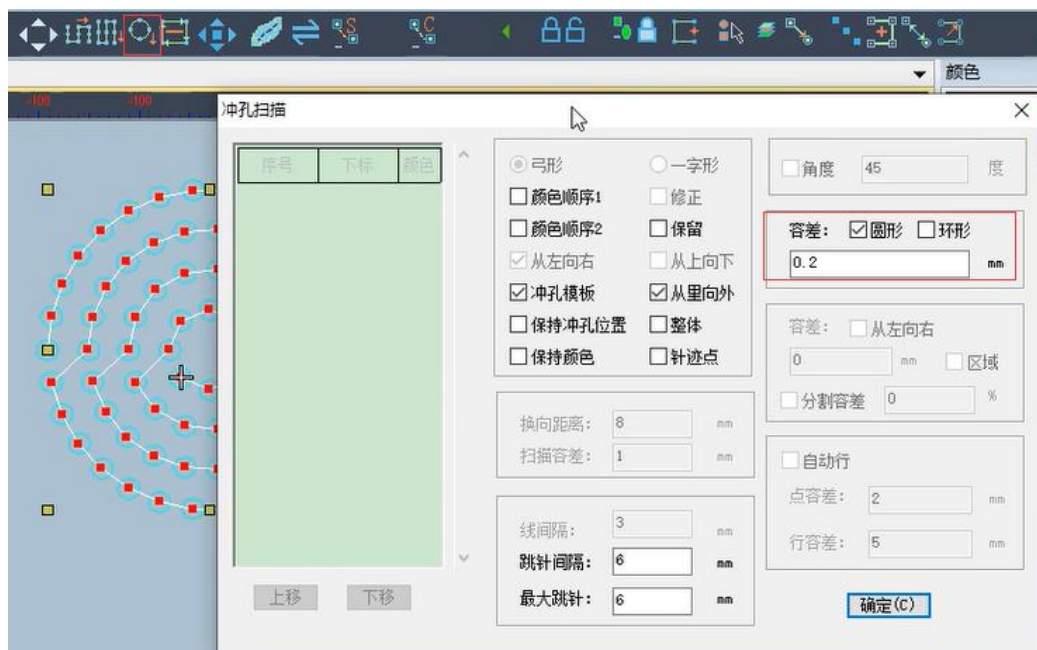 S
C
颜色
-100 -100
冲孔扫描
序号 下标 颜色
弓形 一字形
颜色顺序1 修正
颜色顺序2 保留
从左向右 从上向下
冲孔模板 从里向外
保持冲孔位置 整体
保持颜色 针迹点
换向距离: 8 mm
扫描容差: 1 mm
线间隔: 3 mm
跳针间隔: 6 mm
最大跳针: 6 mm
角度 45 度
容差: 圆形 环形
0.2 mm
容差: 从左向右
0 mm 区域
分割容差 0 %
自动行
点容差: 2 mm
行容差: 5 mm
上移 下移
确定(C)